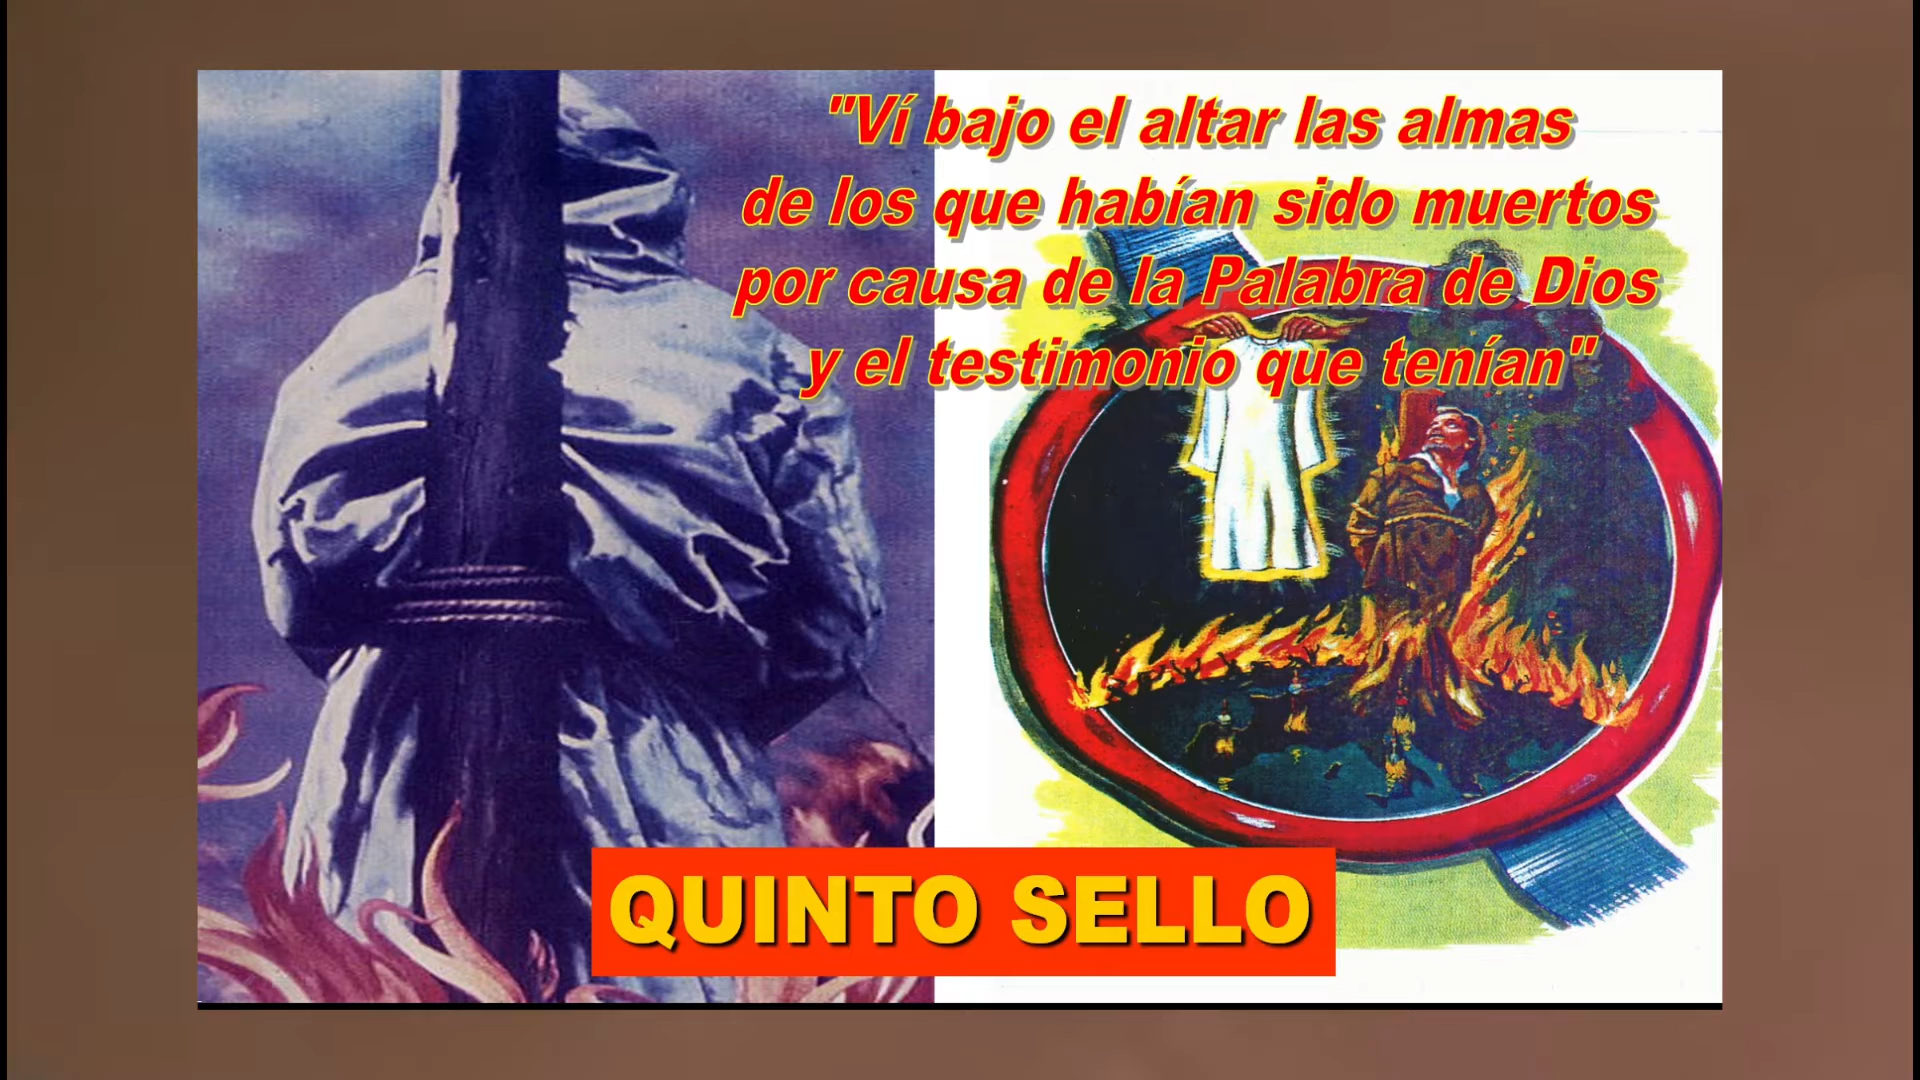 "Ví bajo el altar las almas
de los que habían sido muertos
por causa de la Palabra de Dios
y el testimonio que tenían"
QUINTO SELLO